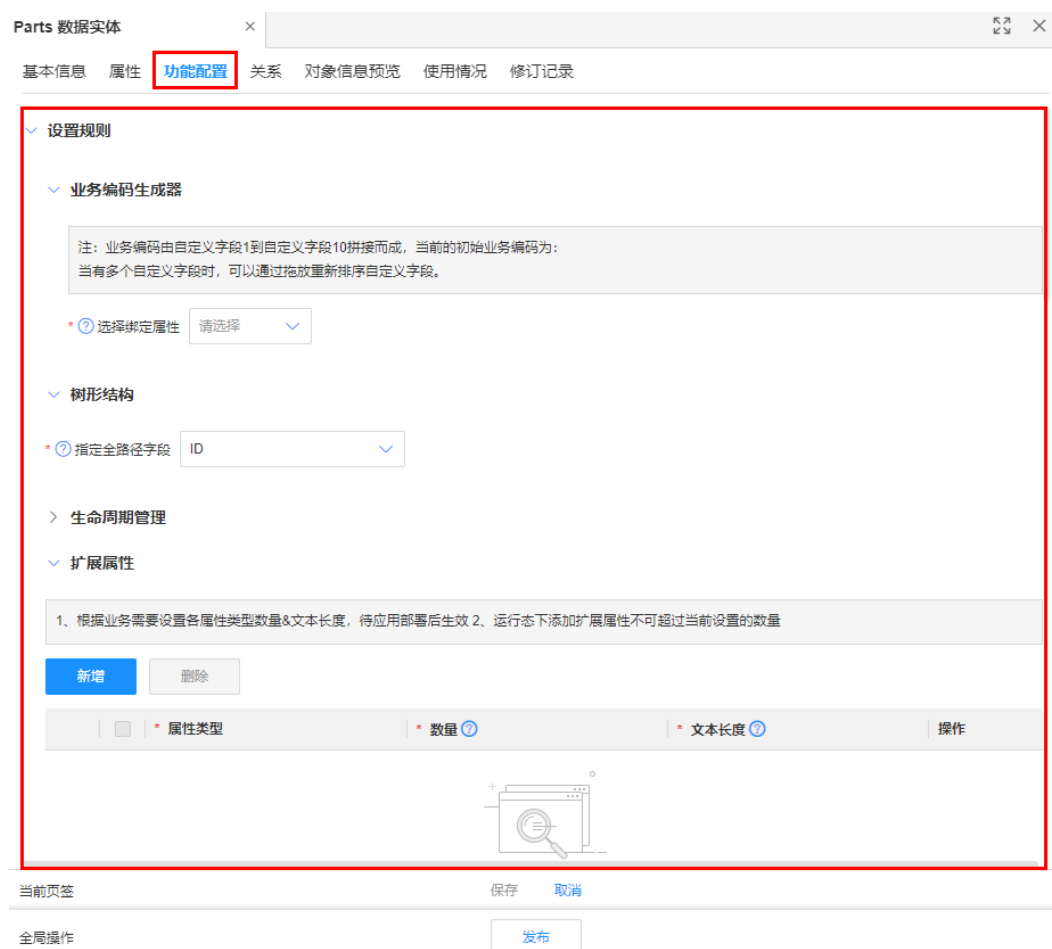 Parts 数据实体
基本信息 属性 功能配置 关系 对象信息预览 使用情况 修订记录
设置规则
业务编码生成器
注：业务编码由自定义字段1到自定义字段10拼接而成，当前的初始业务编码为：
当有多个自定义字段时，可以通过拖放重新排序自定义字段。
* 选择绑定属性 请选择
树形结构
* 指定全路径字段 ID
生命周期管理
扩展属性
1、根据业务需要设置各属性类型数量&文本长度，待应用部署后生效 2、运行态下添加扩展属性不可超过当前设置的数量
新增 删除
* 属性类型 * 数量 * 文本长度 操作
当前页签 保存 取消
全局操作 发布